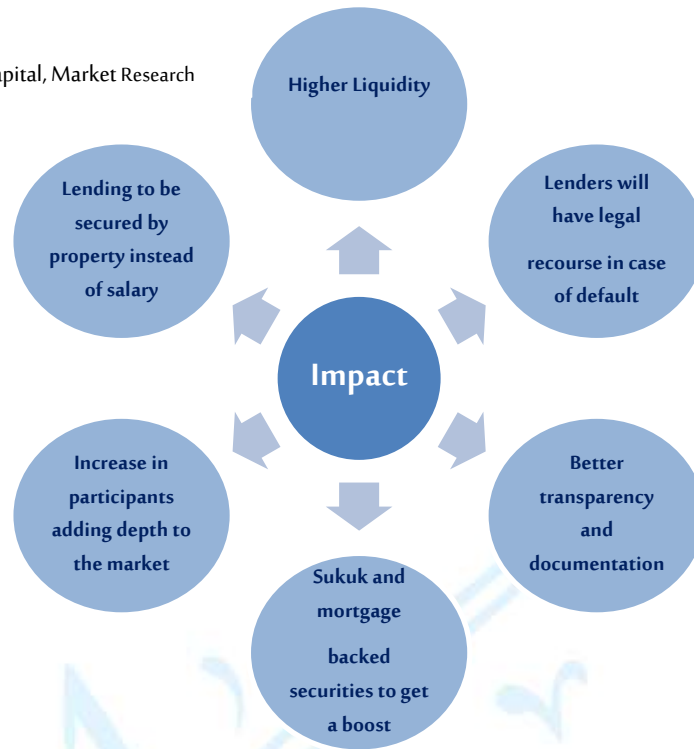 Higher Liquidity
Market Research
Lending to be
secured by
property instead
of salary
Lenders will
have legal
recourse in case
of default
Impact
Increase in
participants
adding depth to
the market
Better
transparency
and
documentation
Sukuk and
mortgage
backed
securities to get
a boost